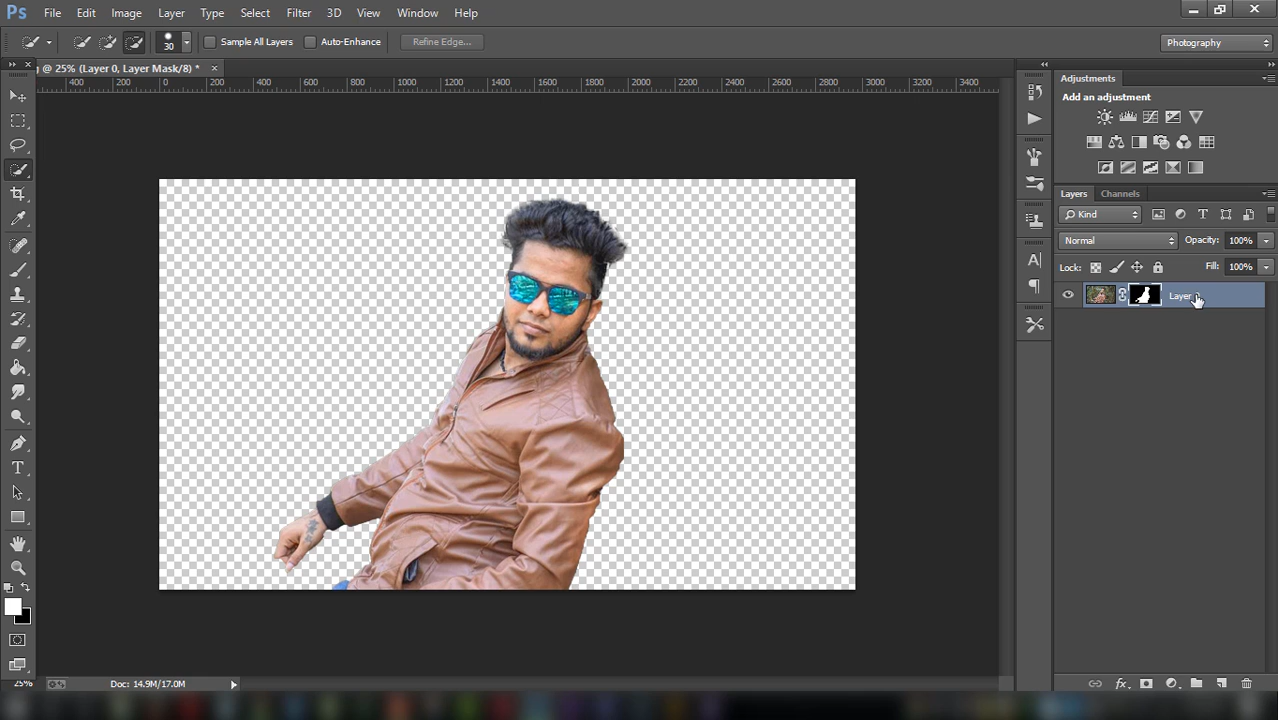 Ps File Edit Image Layer Type Select Filter 3D View Window Help
30 Sample All Layers Auto-Enhance Refine Edge... Photography
@ 25% (Layer 0, Layer Mask/8) * ×
400 200 0 200 400 600 800 1000 1200 1400 1600 1800 2000 2200 2400 2600 2800 3000 3200 3400
Adjustments
Add an adjustment
Layers Channels
Kind
Normal Opacity: 100%
Lock: Fill: 100%
Layer
25% Doc: 14.9M/17.0M